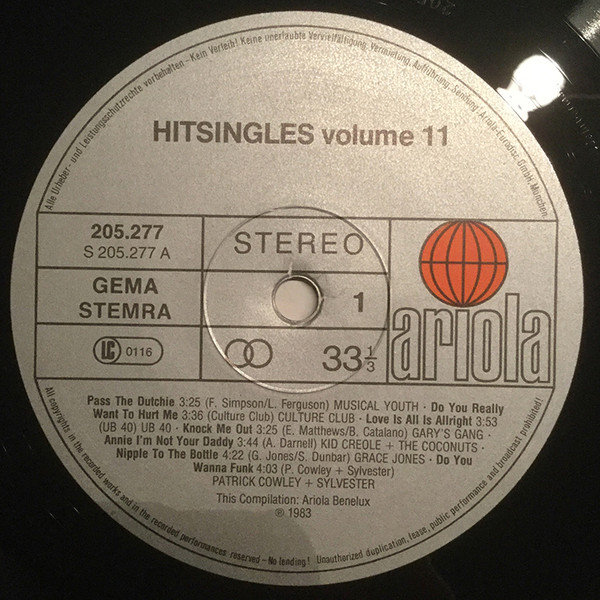 Alle Urheber- und Leistungsschutzrechte vorbehalten - Kein Verleih! Keine unerlaubte Vervielfältigung, Vermietung, Aufführung, Sendung! Ariola-Eurodisc GmbH, München.
HITSINGLES volume 11
205.277
S 205.277 A
STEREO
GEMA
STEMRA
1
LC 0116
33 1/3
ariola
Pass The Dutchie 3:25 (F. Simpson/L. Ferguson) MUSICAL YOUTH · Do You Really
Want To Hurt Me 3:36 (Culture Club) CULTURE CLUB · Love Is All Is Allright 3:53
(UB 40) UB 40 · Knock Me Out 3:25 (E. Matthews/B. Catalano) GARY'S GANG ·
Annie I'm Not Your Daddy 3:44 (A. Darnell) KID CREOLE + THE COCONUTS ·
Nipple To The Bottle 4:22 (G. Jones/S. Dunbar) GRACE JONES · Do You
Wanna Funk 4:03 (P. Cowley + Sylvester)
PATRICK COWLEY + SYLVESTER
This Compilation: Ariola Benelux
℗ 1983
All copyrights in the recorded works and in the recorded performances reserved - No lending! Unauthorized duplication, lease, public performance and broadcast prohibited!